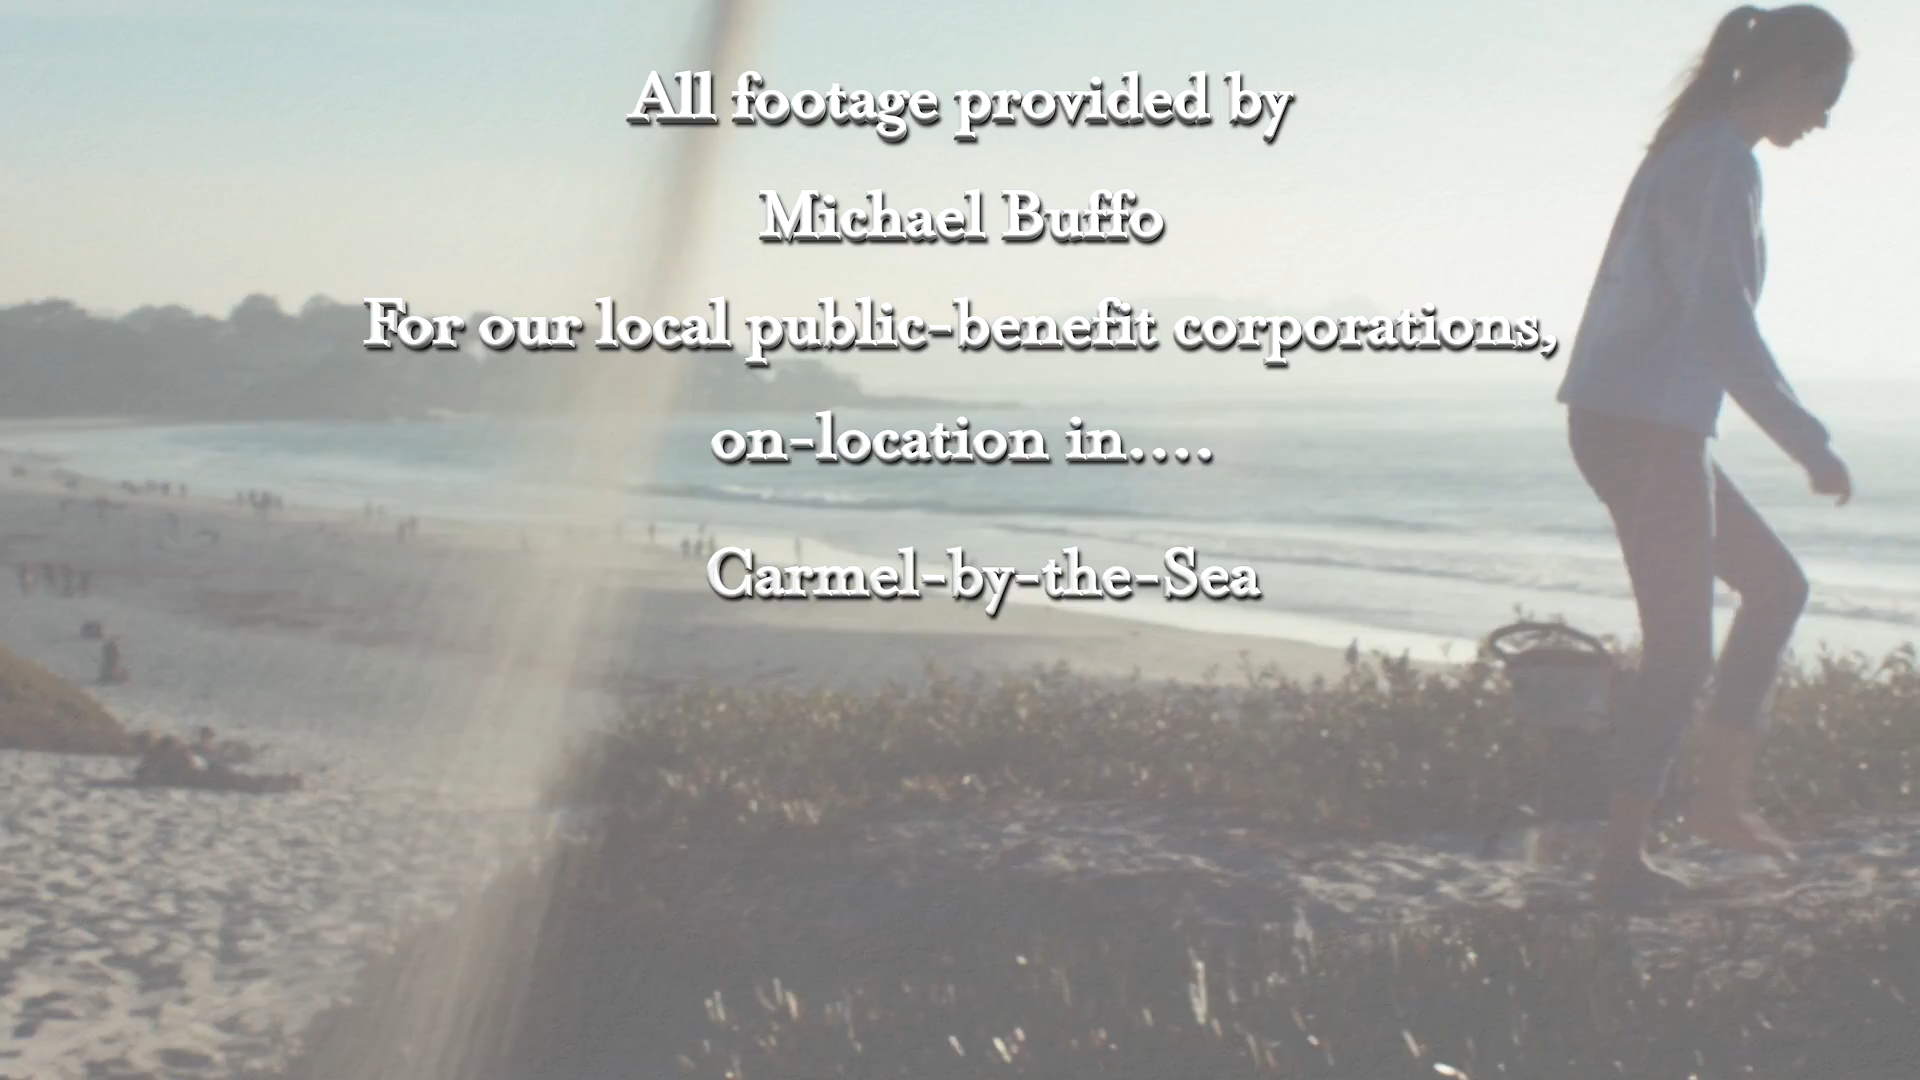 All footage provided by
Michael Buffo
For our local public-benefit corporations,
on-location in....
Carmel-by-the-Sea